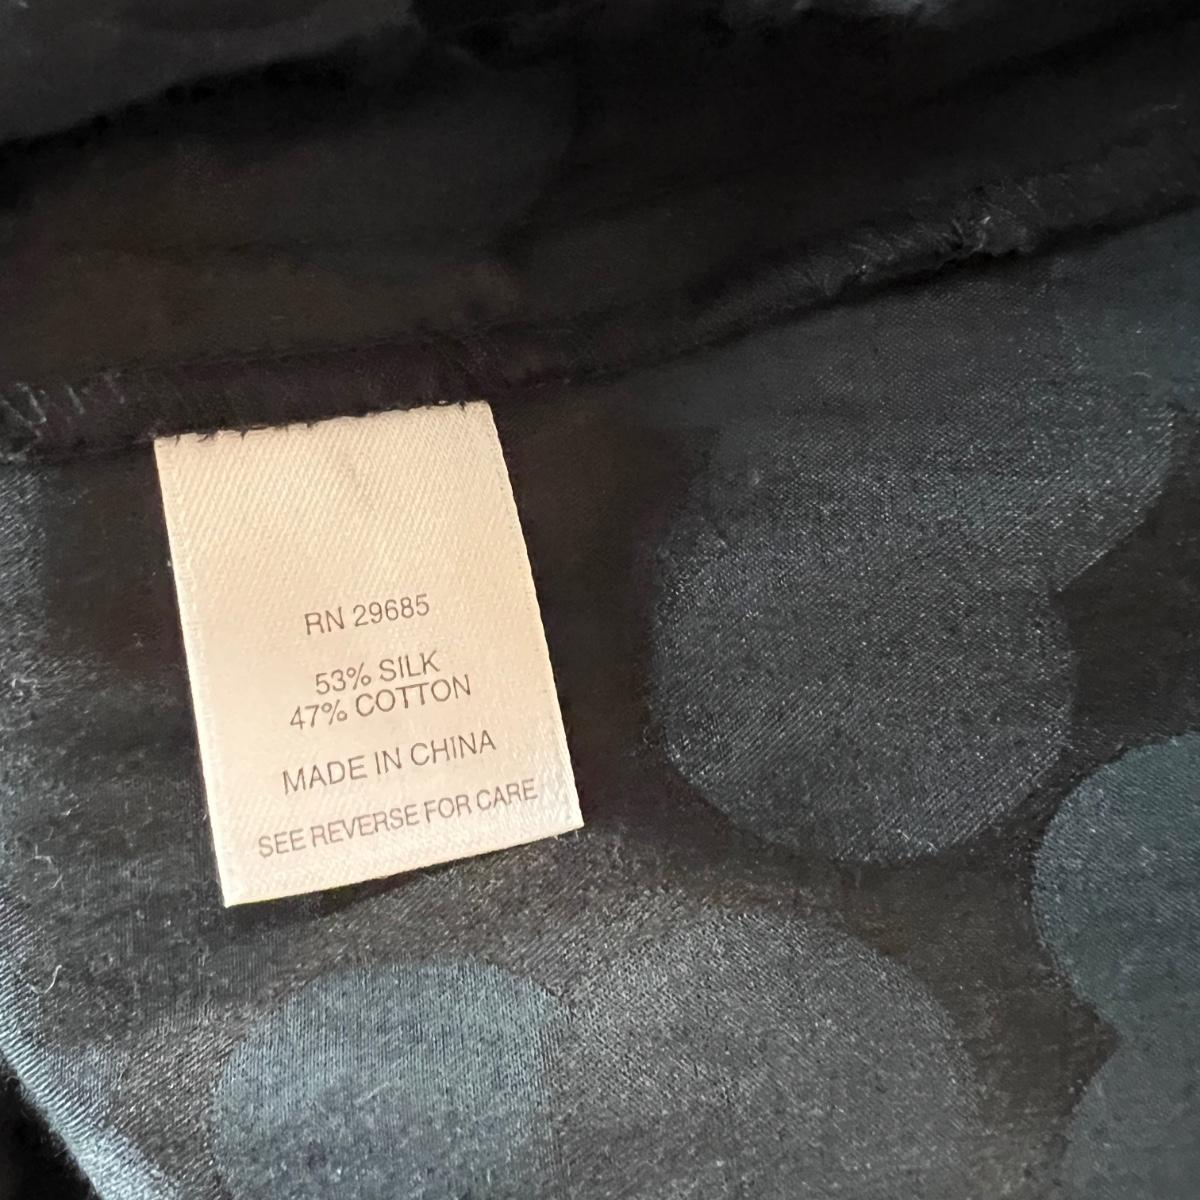 RN 29685
53% SILK
47% COTTON
MADE IN CHINA
SEE REVERSE FOR CARE